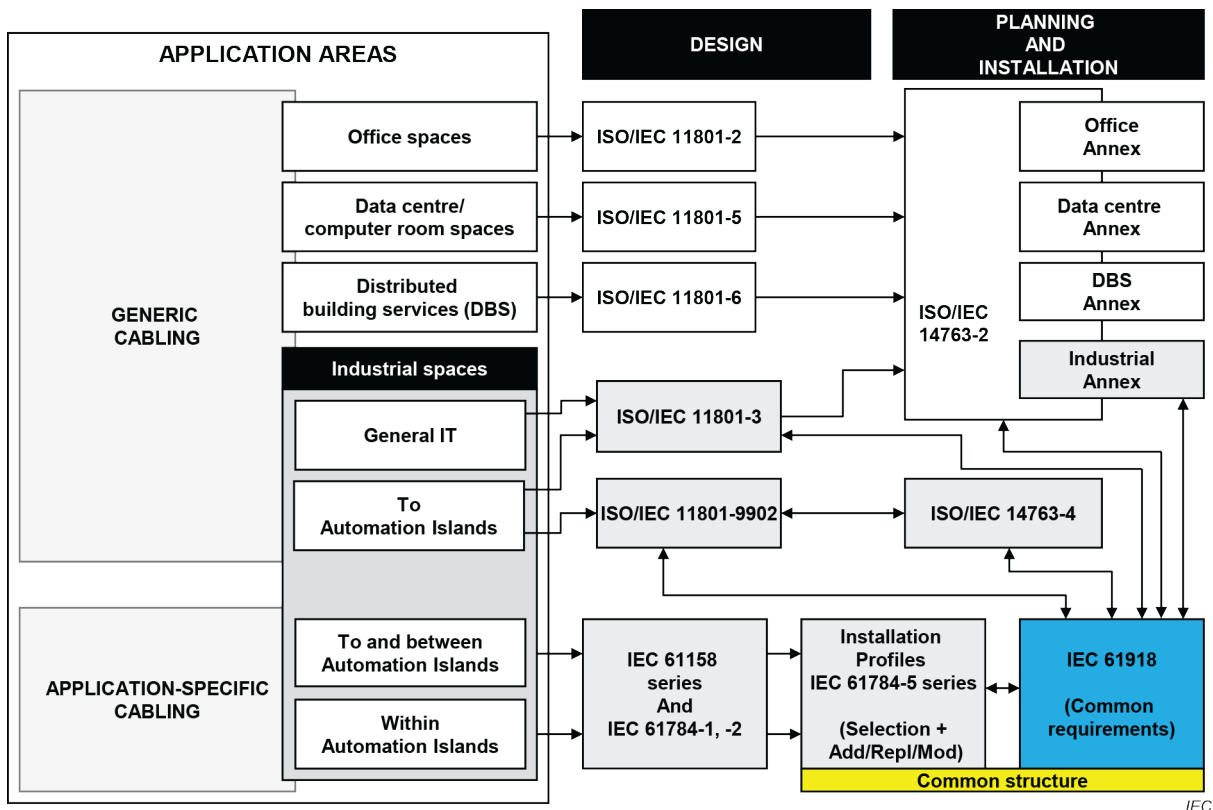 APPLICATION AREAS
DESIGN
PLANNING
AND
INSTALLATION
GENERIC
CABLING
Office spaces
ISO/IEC 11801-2
Office
Annex
Data centre/
computer room spaces
ISO/IEC 11801-5
Data centre
Annex
Distributed
building services (DBS)
ISO/IEC 11801-6
DBS
Annex
ISO/IEC
14763-2
Industrial
Annex
Industrial spaces
General IT
ISO/IEC 11801-3
To
Automation Islands
ISO/IEC 11801-9902
ISO/IEC 14763-4
APPLICATION-SPECIFIC
CABLING
To and between
Automation Islands
Within
Automation Islands
IEC 61158
series
And
IEC 61784-1, -2
Installation
Profiles
IEC 61784-5 series
(Selection +
Add/Repl/Mod)
IEC 61918
(Common
requirements)
Common structure
IEC